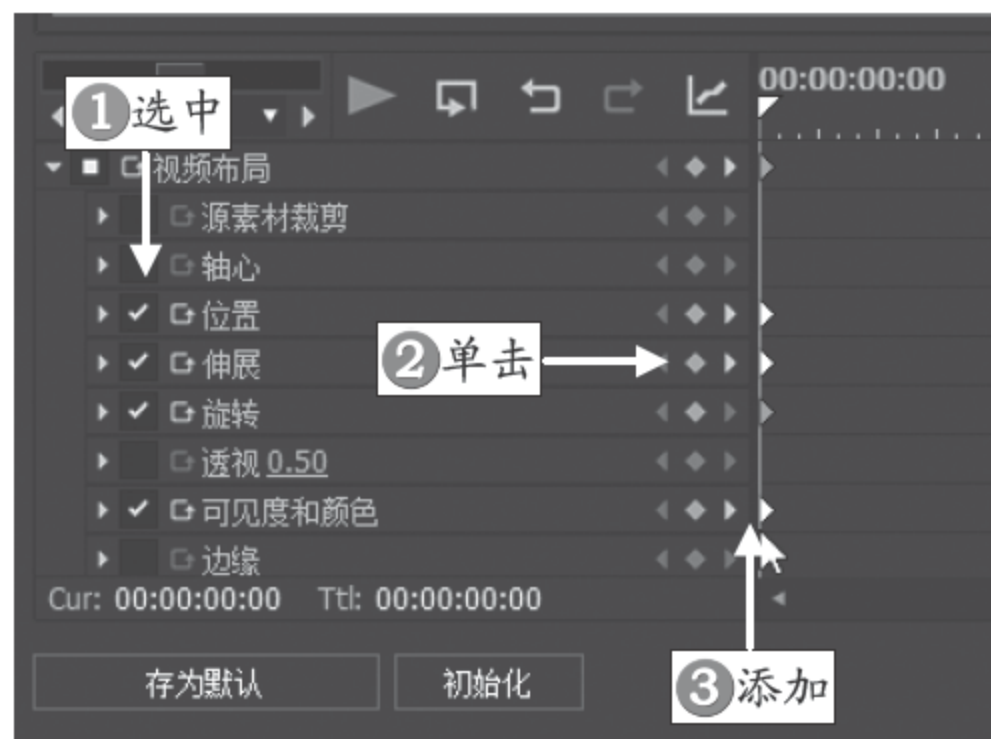 00:00:00:00
1选中
视频布局
源素材裁剪
轴心
位置
2单击
伸展
旋转
透视 0.50
可见度和颜色
边缘
Cur: 00:00:00:00 Ttl: 00:00:00:00
存为默认 初始化
3添加